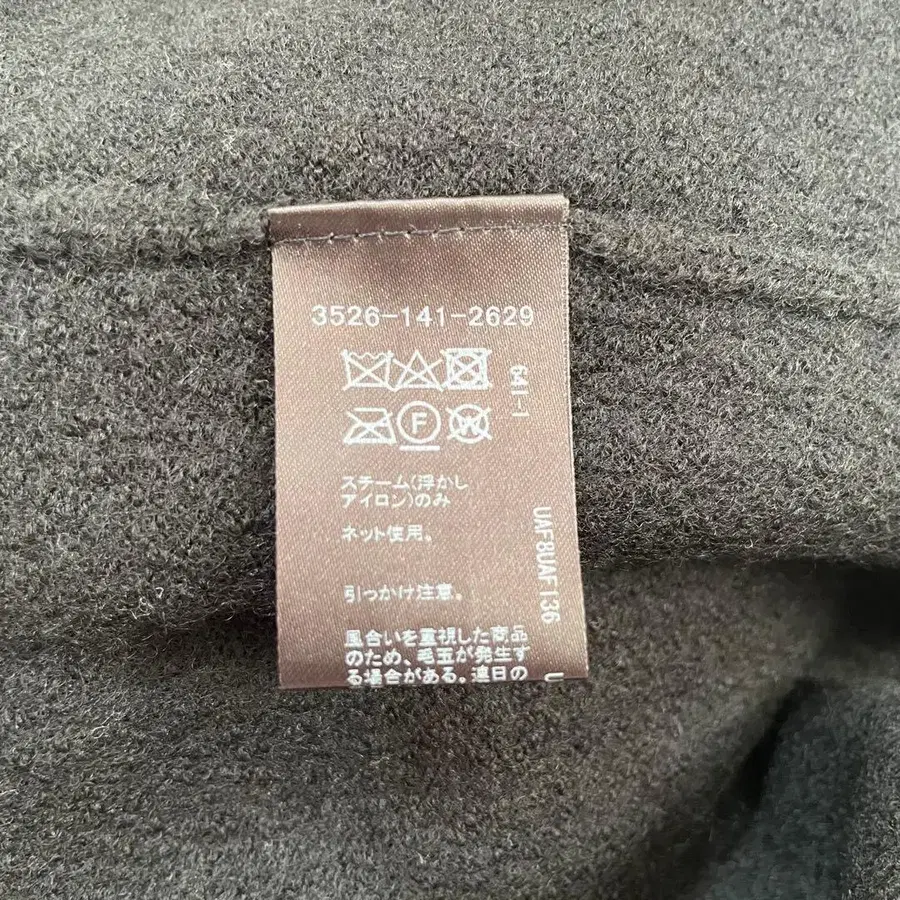 3526-141-2629
641-1
F
W
スチーム(浮かし
アイロン)のみ
ネット使用。
引っかけ注意。
風合いを重視した商品
のため、毛玉が発生す
る場合がある。連日の
UAF8UAF136
U